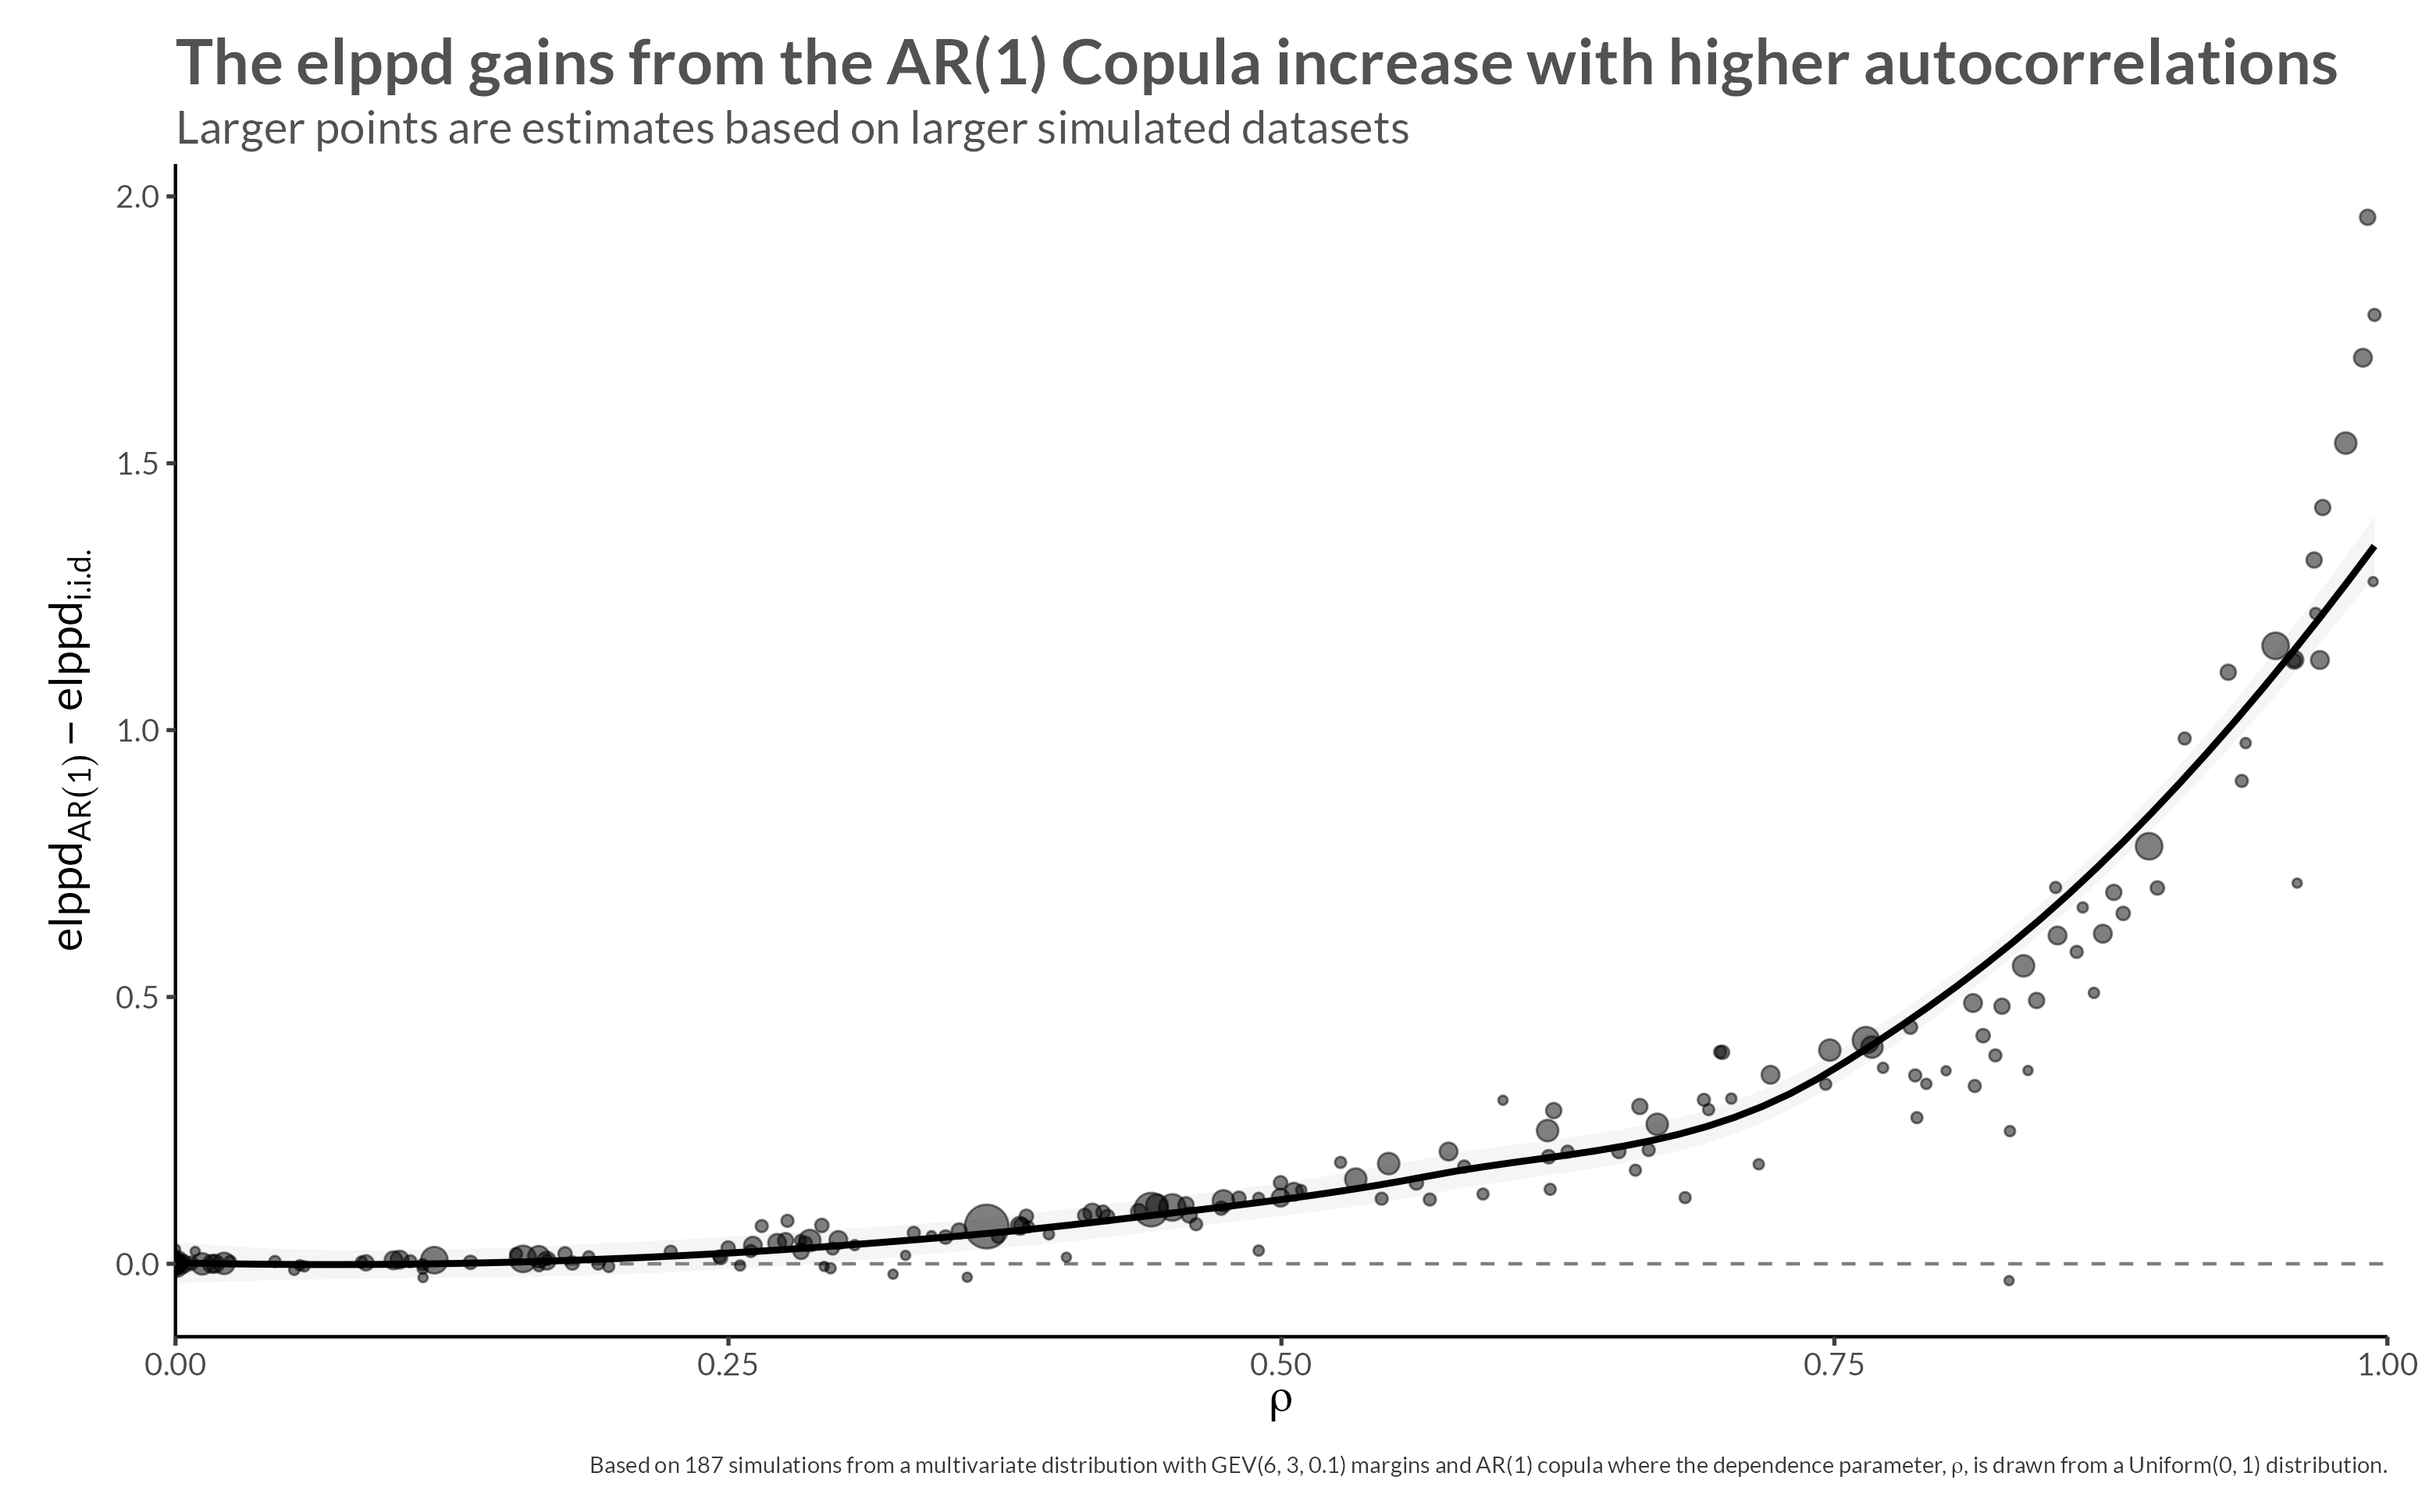 The elppd gains from the AR(1) Copula increase with higher autocorrelations
Larger points are estimates based on larger simulated datasets
2.0
1.5
1.0
0.5
0.0
elppdAR(1) − elppdi.i.d.
0.00 0.25 0.50 0.75 1.00
ρ
Based on 187 simulations from a multivariate distribution with GEV(6, 3, 0.1) margins and AR(1) copula where the dependence parameter, ρ, is drawn from a Uniform(0, 1) distribution.